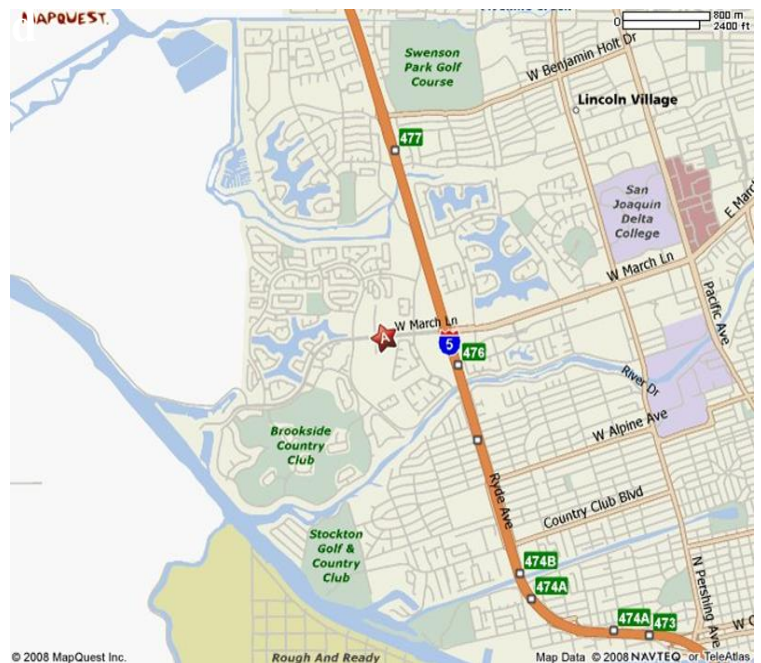 MAPQUEST.
0
800 m
2400 ft
Swenson
Park Golf
Course
W Benjamin Holt Dr
Lincoln Village
477
San
Joaquin
Delta
College
E March
W March Ln
Pacific Ave
W March Ln
A
5
476
River Dr
W Alpine Ave
Brookside
Country
Club
Ryde Ave
Country Club Blvd
Stockton
Golf &
Country
Club
474B
474A
N Pershing Ave
474A
473
W
Rough And Ready
© 2008 MapQuest Inc.
Map Data © 2008 NAVTEQ or TeleAtlas